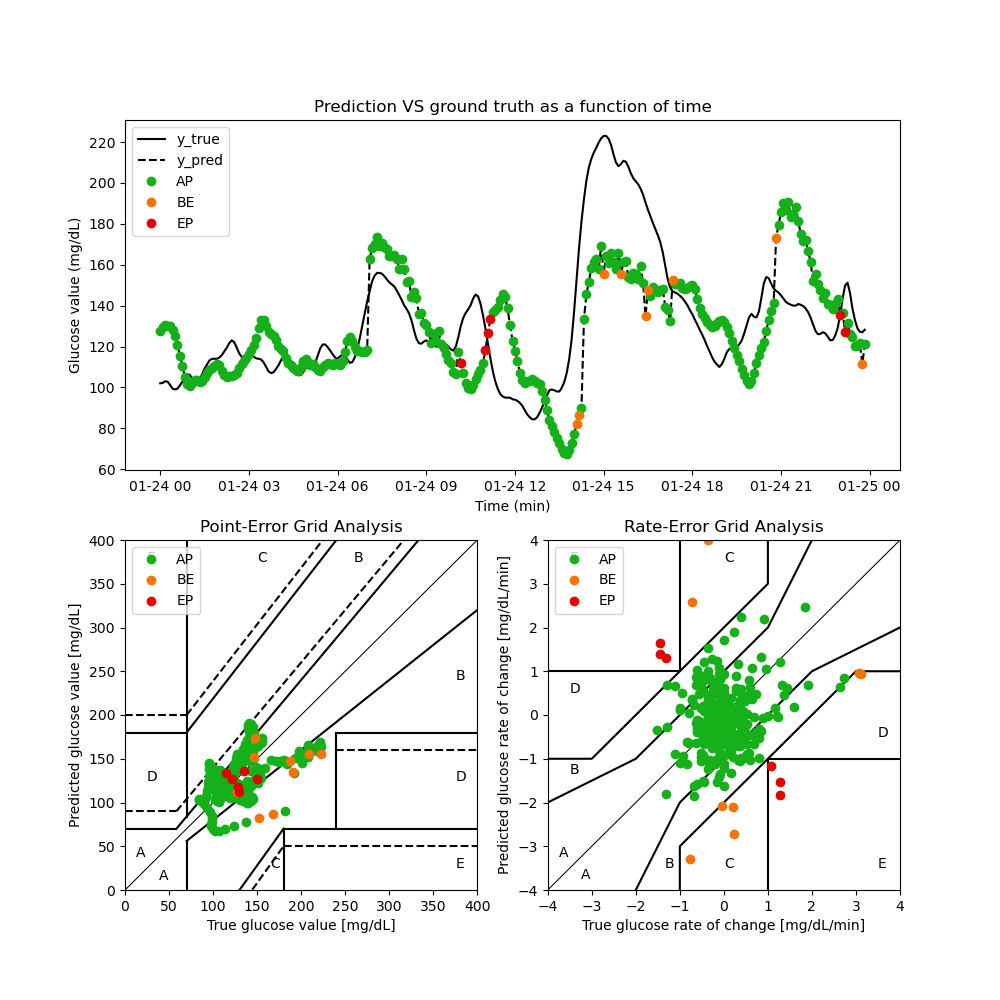 Prediction VS ground truth as a function of time
Glucose value (mg/dL)
220
200
180
160
140
120
100
80
60
y_true
y_pred
AP
BE
EP
01-24 00 01-24 03 01-24 06 01-24 09 01-24 12 01-24 15 01-24 18 01-24 21 01-25 00
Time (min)
Point-Error Grid Analysis
Predicted glucose value [mg/dL]
400
350
300
250
200
150
100
50
0
AP
BE
EP
C
B
B
D
D
A
A
C
E
0 50 100 150 200 250 300 350 400
True glucose value [mg/dL]
Rate-Error Grid Analysis
Predicted glucose rate of change [mg/dL/min]
4
3
2
1
0
−1
−2
−3
−4
AP
BE
EP
C
D
D
B
A
A
B
C
E
−4 −3 −2 −1 0 1 2 3 4
True glucose rate of change [mg/dL/min]